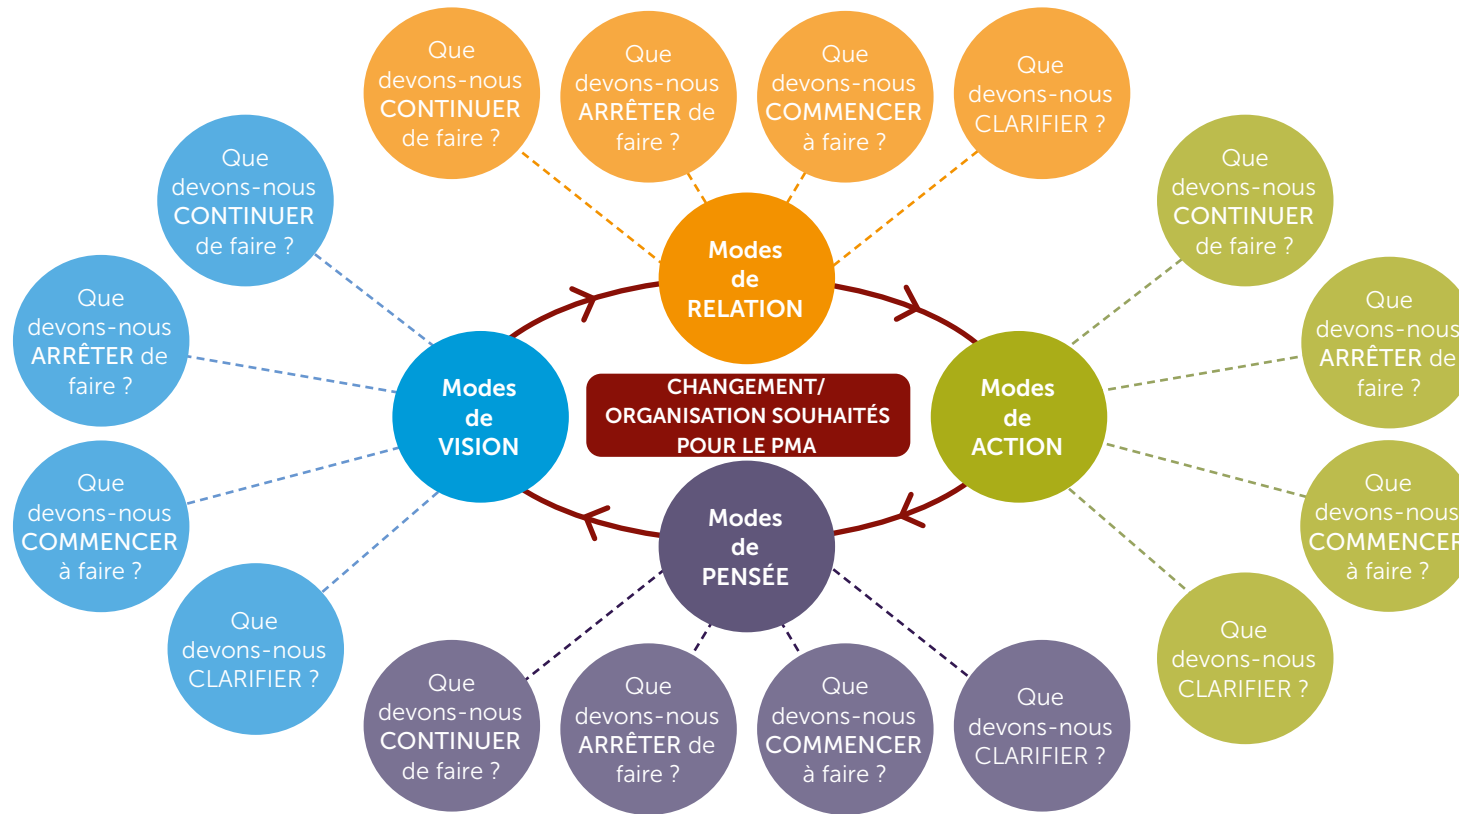 Que
devons-nous
CONTINUER
de faire ?
Que
devons-nous
ARRÊTER de
faire ?
Que
devons-nous
COMMENCER
à faire ?
Que
devons-nous
CLARIFIER ?
Que
devons-nous
CONTINUER
de faire ?
Que
devons-nous
ARRÊTER de
faire ?
Que
devons-nous
COMMENCER
à faire ?
Que
devons-nous
CLARIFIER ?
Modes
de
RELATION
Modes
de
VISION
CHANGEMENT/
ORGANISATION SOUHAITÉS
POUR LE PMA
Modes
de
ACTION
Modes
de
PENSÉE
Que
devons-nous
CONTINUER
de faire ?
Que
devons-nous
ARRÊTER de
faire ?
Que
devons-nous
COMMENCER
à faire ?
Que
devons-nous
CLARIFIER ?
Que
devons-nous
CONTINUER
de faire ?
Que
devons-nous
ARRÊTER de
faire ?
Que
devons-nous
COMMENCER
à faire ?
Que
devons-nous
CLARIFIER ?